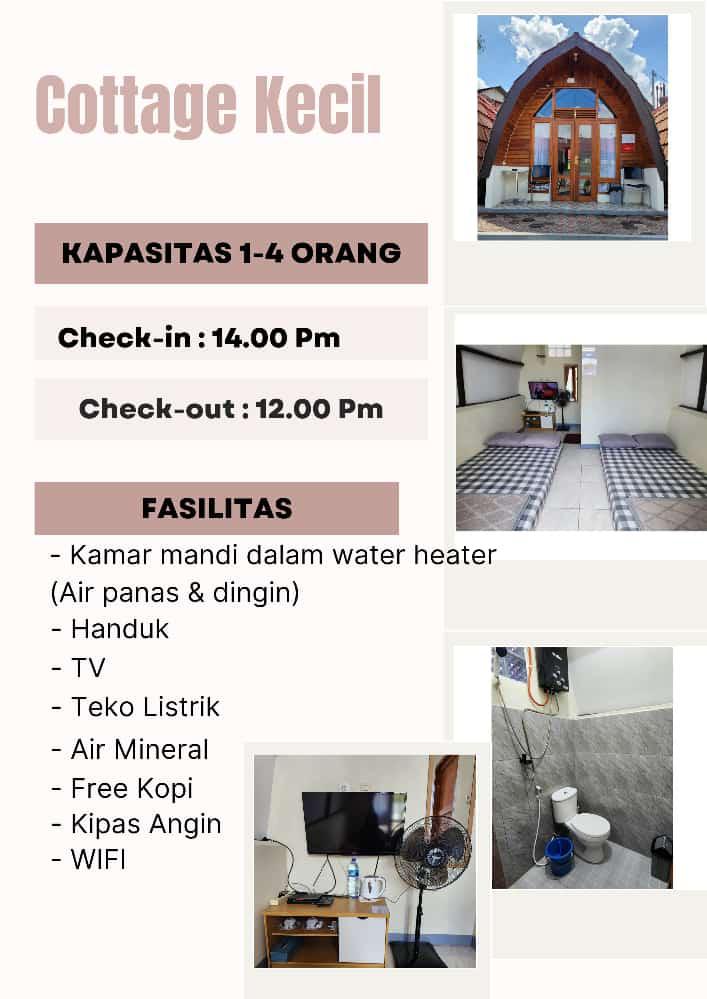 Cottage Kecil
KAPASITAS 1-4 ORANG
Check-in : 14.00 Pm
Check-out : 12.00 Pm
FASILITAS
- Kamar mandi dalam water heater
(Air panas & dingin)
- Handuk
- TV
- Teko Listrik
- Air Mineral
- Free Kopi
- Kipas Angin
- WIFI